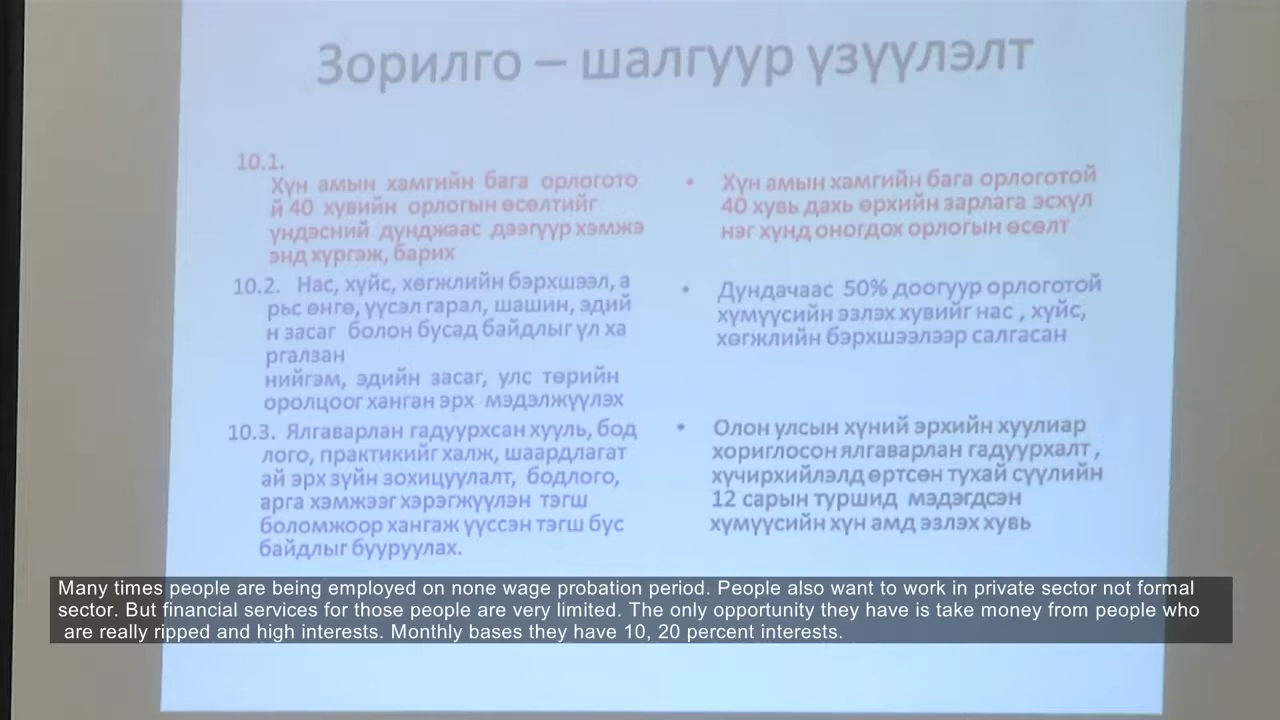 Зорилго – шалгуур үзүүлэлт
10.1.
Хүн амын хамгийн бага орлогото
й 40 хувийн орлогын өсөлтийг
үндэсний дунджаас дээгүүр хэмжэ
энд хүргэж, барих
10.2. Нас, хүйс, хөгжлийн бэрхшээл, а
рьс өнгө, үүсэл гарал, шашин, эдий
н засаг болон бусад байдлыг үл ха
ргалзан
нийгэм, эдийн засаг, улс төрийн
оролцоог ханган эрх мэдэлжүүлэх
10.3. Ялгаварлан гадуурхсан хууль, бод
лого, практикийг халж, шаардлагат
ай эрх зүйн зохицуулалт, бодлого,
арга хэмжээг хэрэгжүүлэн тэгш
боломжоор хангаж үүссэн тэгш бус
байдлыг бууруулах.
• Хүн амын хамгийн бага орлоготой
40 хувь дахь өрхийн зарлага эсхүл
нэг хүнд оногдох орлогын өсөлт
• Дундачаас 50% доогуур орлоготой
хүмүүсийн эзлэх хувийг нас , хүйс,
хөгжлийн бэрхшээлээр салгасан
• Олон улсын хүний эрхийн хуулиар
хориглосон ялгаварлан гадуурхалт ,
хүчирхийлэлд өртсөн тухай сүүлийн
12 сарын туршид мэдэгдсэн
хүмүүсийн хүн амд эзлэх хувь
Many times people are being employed on none wage probation period. People also want to work in private sector not formal
sector. But financial services for those people are very limited. The only opportunity they have is take money from people who
are really ripped and high interests. Monthly bases they have 10, 20 percent interests.